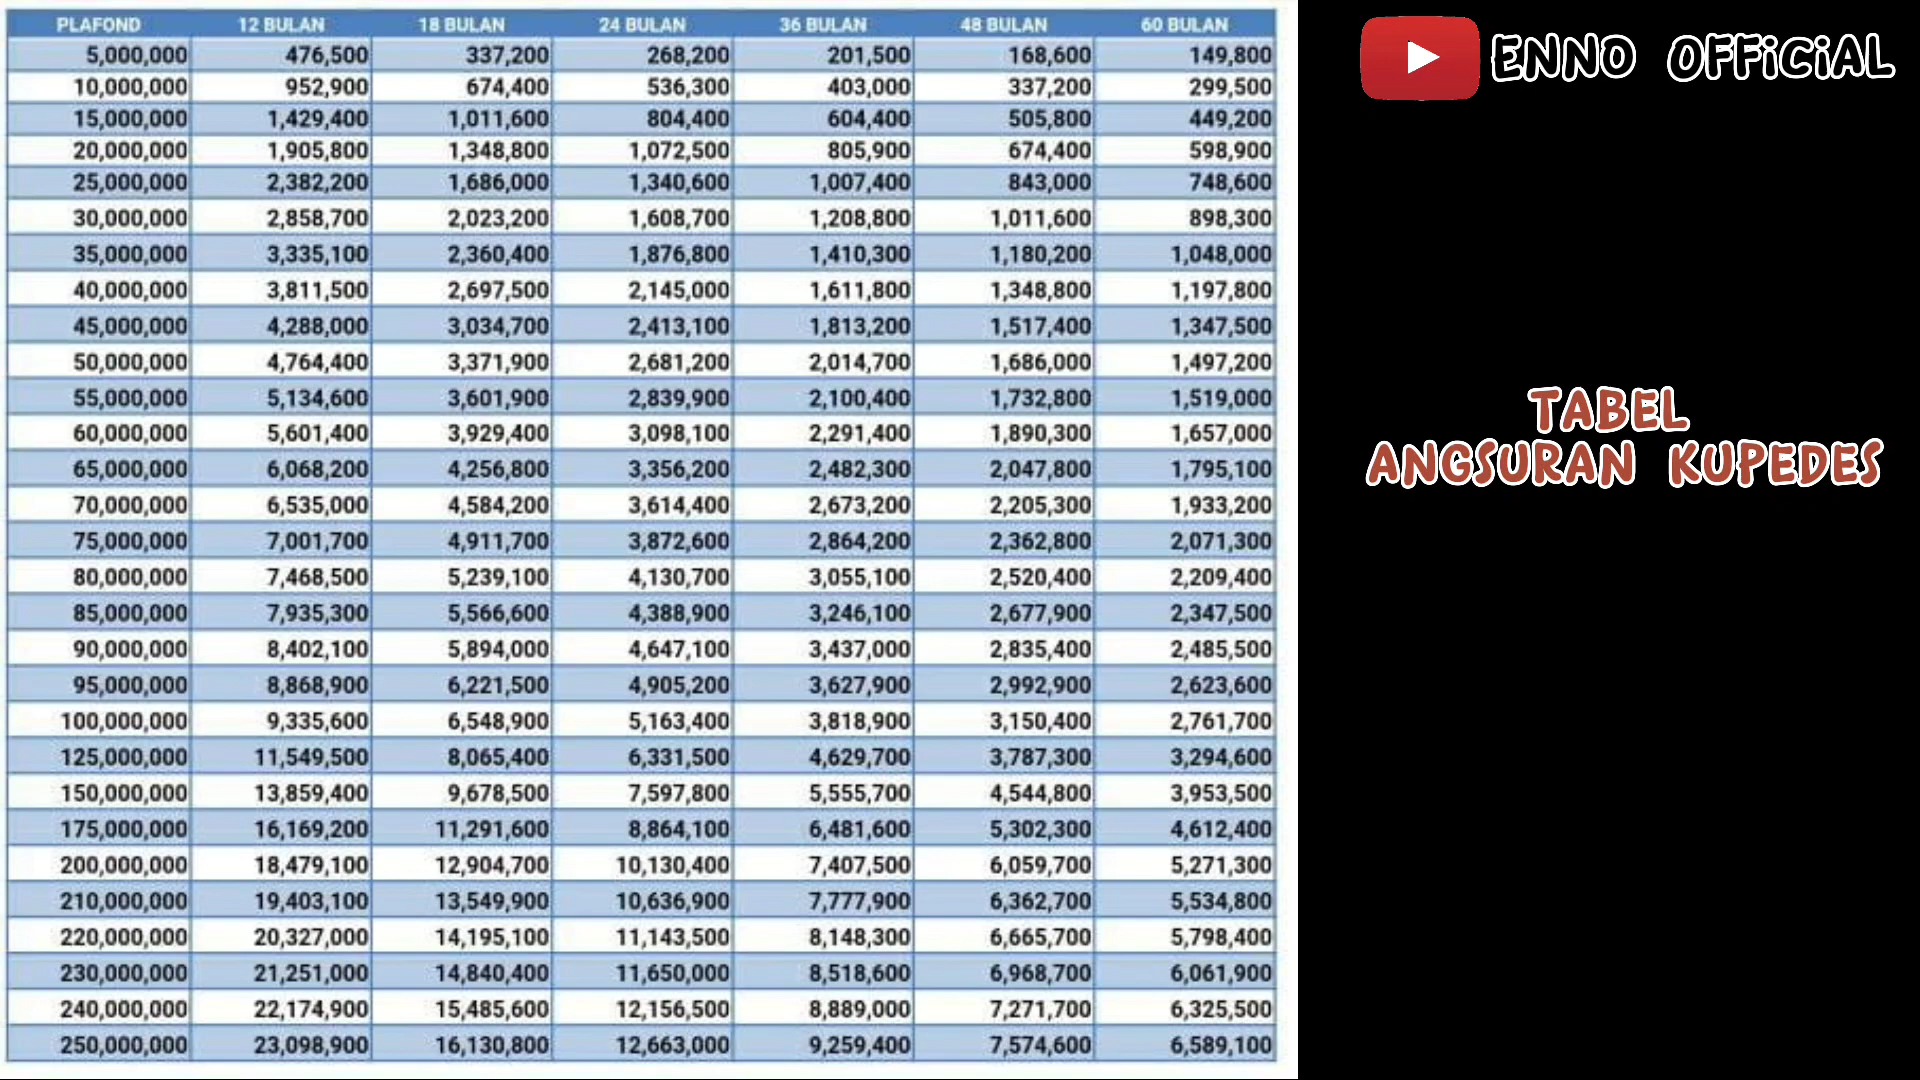 PLAFOND 12 BULAN 18 BULAN 24 BULAN 36 BULAN 48 BULAN 60 BULAN
5,000,000 476,500 337,200 268,200 201,500 168,600 149,800
10,000,000 952,900 674,400 536,300 403,000 337,200 299,500
15,000,000 1,429,400 1,011,600 804,400 604,400 505,800 449,200
20,000,000 1,905,800 1,348,800 1,072,500 805,900 674,400 598,900
25,000,000 2,382,200 1,686,000 1,340,600 1,007,400 843,000 748,600
30,000,000 2,858,700 2,023,200 1,608,700 1,208,800 1,011,600 898,300
35,000,000 3,335,100 2,360,400 1,876,800 1,410,300 1,180,200 1,048,000
40,000,000 3,811,500 2,697,500 2,145,000 1,611,800 1,348,800 1,197,800
45,000,000 4,288,000 3,034,700 2,413,100 1,813,200 1,517,400 1,347,500
50,000,000 4,764,400 3,371,900 2,681,200 2,014,700 1,686,000 1,497,200
55,000,000 5,134,600 3,601,900 2,839,900 2,100,400 1,732,800 1,519,000
60,000,000 5,601,400 3,929,400 3,098,100 2,291,400 1,890,300 1,657,000
65,000,000 6,068,200 4,256,800 3,356,200 2,482,300 2,047,800 1,795,100
70,000,000 6,535,000 4,584,200 3,614,400 2,673,200 2,205,300 1,933,200
75,000,000 7,001,700 4,911,700 3,872,600 2,864,200 2,362,800 2,071,300
80,000,000 7,468,500 5,239,100 4,130,700 3,055,100 2,520,400 2,209,400
85,000,000 7,935,300 5,566,600 4,388,900 3,246,100 2,677,900 2,347,500
90,000,000 8,402,100 5,894,000 4,647,100 3,437,000 2,835,400 2,485,500
95,000,000 8,868,900 6,221,500 4,905,200 3,627,900 2,992,900 2,623,600
100,000,000 9,335,600 6,548,900 5,163,400 3,818,900 3,150,400 2,761,700
125,000,000 11,549,500 8,065,400 6,331,500 4,629,700 3,787,300 3,294,600
150,000,000 13,859,400 9,678,500 7,597,800 5,555,700 4,544,800 3,953,500
175,000,000 16,169,200 11,291,600 8,864,100 6,481,600 5,302,300 4,612,400
200,000,000 18,479,100 12,904,700 10,130,400 7,407,500 6,059,700 5,271,300
210,000,000 19,403,100 13,549,900 10,636,900 7,777,900 6,362,700 5,534,800
220,000,000 20,327,000 14,195,100 11,143,500 8,148,300 6,665,700 5,798,400
230,000,000 21,251,000 14,840,400 11,650,000 8,518,600 6,968,700 6,061,900
240,000,000 22,174,900 15,485,600 12,156,500 8,889,000 7,271,700 6,325,500
250,000,000 23,098,900 16,130,800 12,663,000 9,259,400 7,574,600 6,589,100
ENNO OFFiCiAL
TABEL
ANGSURAN KUPEDES